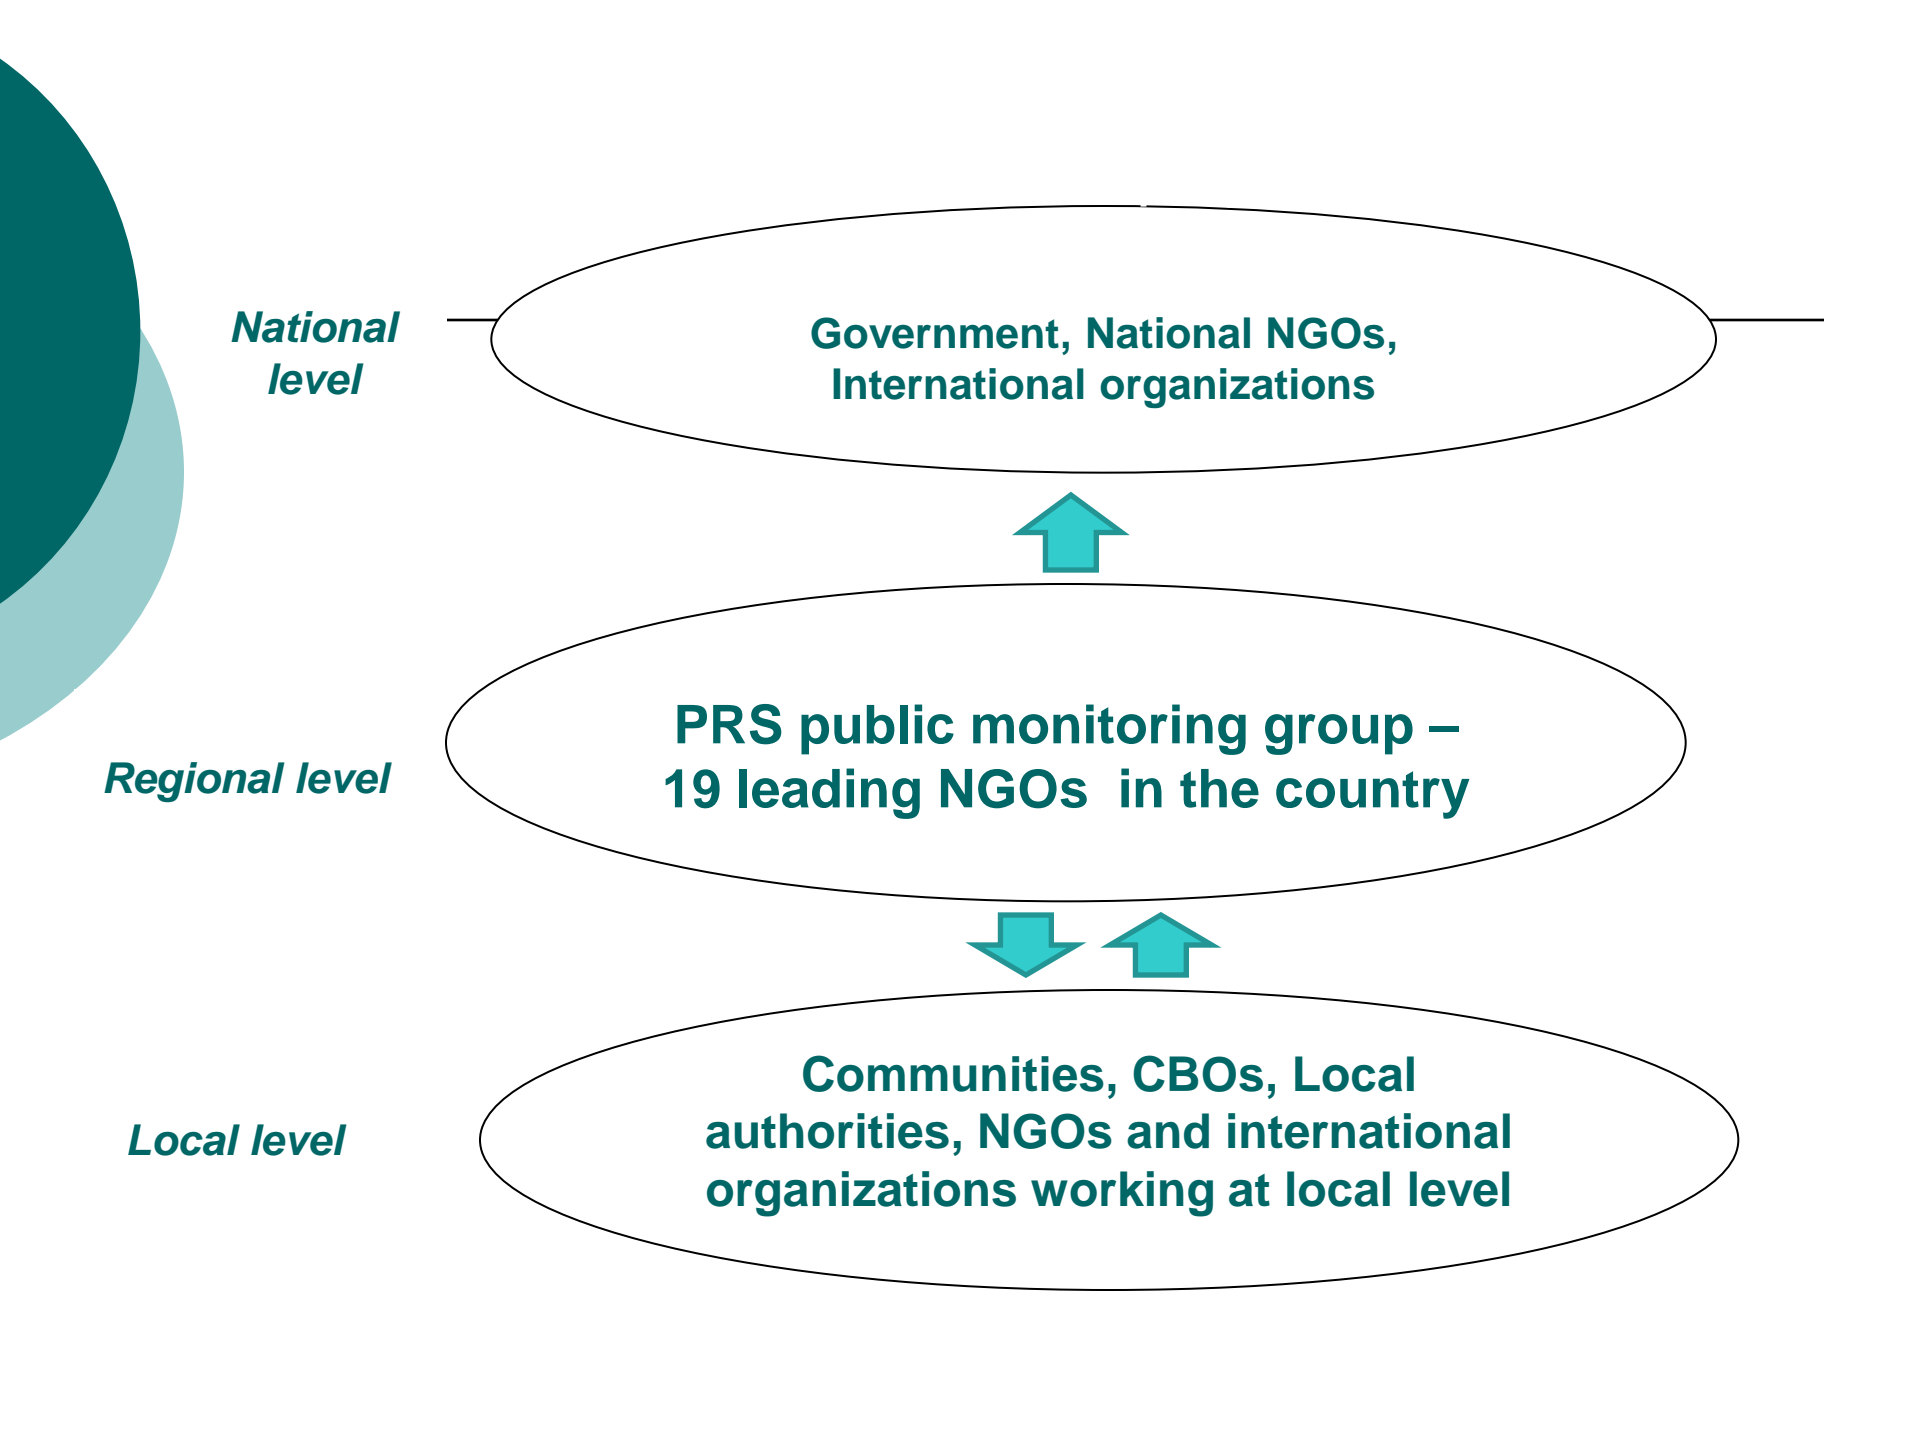 National
level
Government, National NGOs,
International organizations
PRS public monitoring group –
19 leading NGOs  in the country
Regional level
Communities, CBOs, Local
authorities, NGOs and international
organizations working at local level
Local level